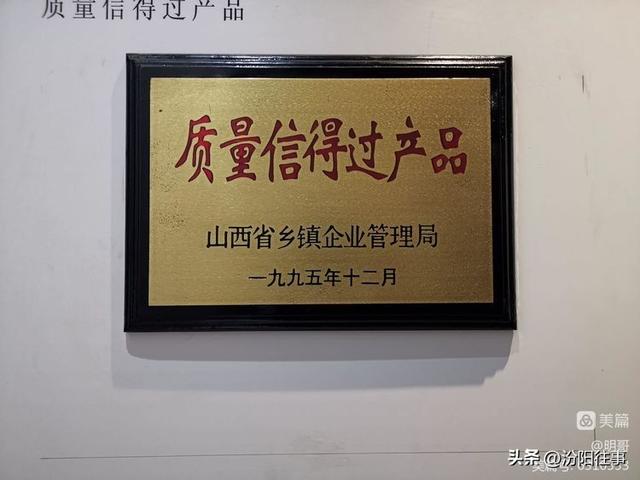 质量信得过产品
质量信得过产品
山西省乡镇企业管理局
一九九五年十二月
美篇
@明哥
头条 @汾阳往事